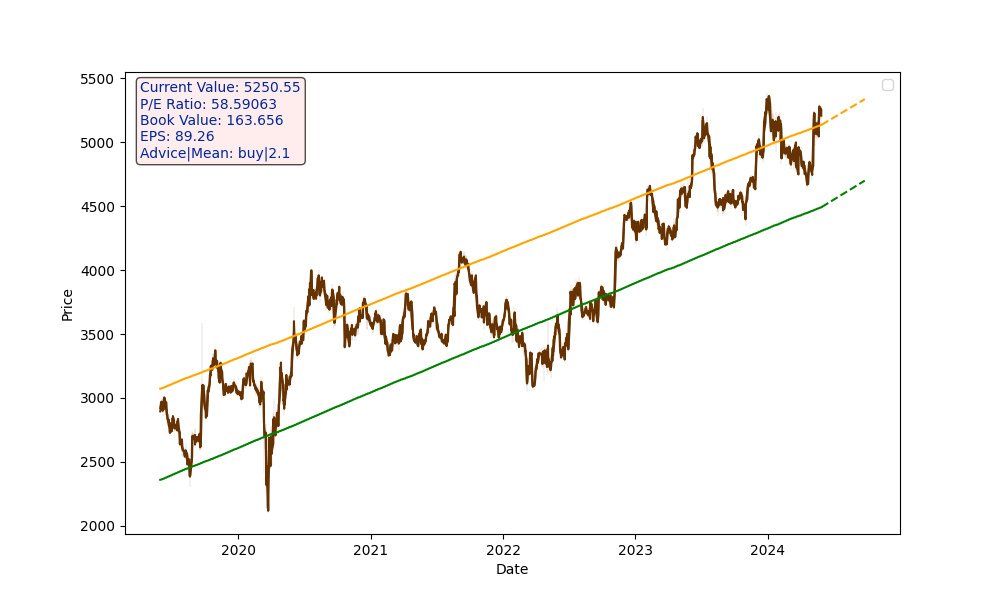 Current Value: 5250.55
P/E Ratio: 58.59063
Book Value: 163.656
EPS: 89.26
Advice|Mean: buy|2.1
5500
5000
4500
4000
3500
3000
2500
2000
Price
2020 2021 2022 2023 2024
Date